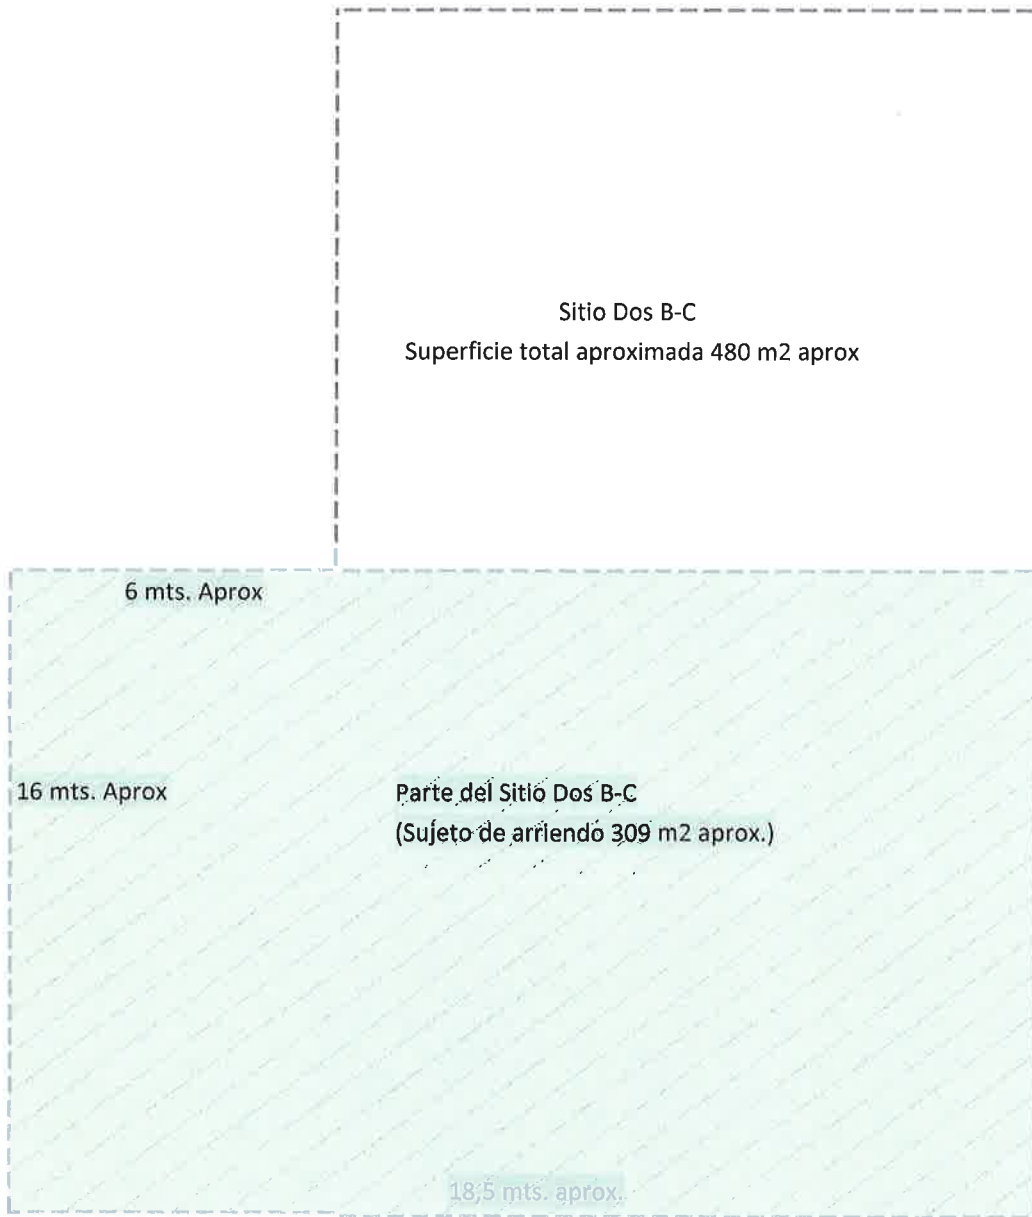 Sitio Dos B-C
Superficie total aproximada 480 m2 aprox
6 mts. Aprox
16 mts. Aprox
Parte del Sitio Dos B-C
(Sujeto de arriendo 309 m2 aprox.)
18,5 mts. aprox.